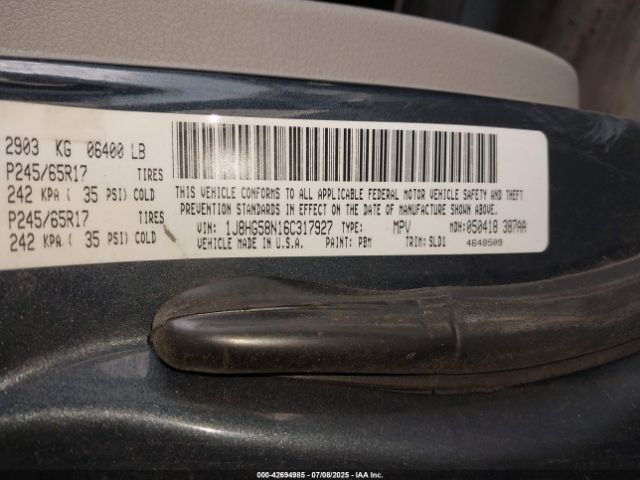 2903 KG 06400 LB
P245/65R17 TIRES
242 KPA ( 35 PSI) COLD
P245/65R17 TIRES
242 KPA ( 35 PSI) COLD
THIS VEHICLE CONFORMS TO ALL APPLICABLE FEDERAL MOTOR VEHICLE SAFETY AND THEFT
PREVENTION STANDARDS IN EFFECT ON THE DATE OF MANUFACTURE SHOWN ABOVE.
VIN: 1J8HG58N16C317927 TYPE: MPV MDH: 050418 387AA
VEHICLE MADE IN U.S.A. PAINT: PBM TRIM: SLD1 4648509
000-42694985 | 07/08/2025 | IAA Inc.